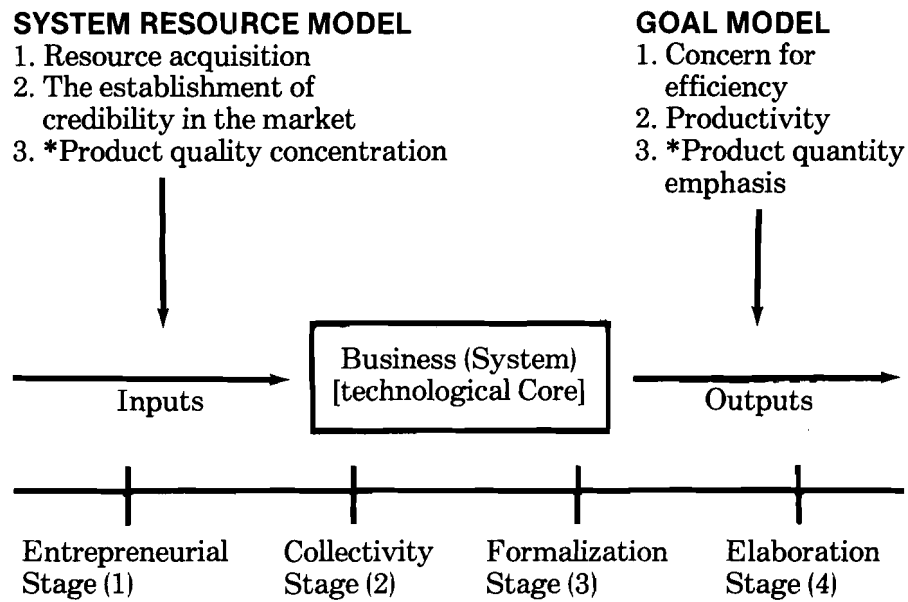 SYSTEM RESOURCE MODEL
1. Resource acquisition
2. The establishment of
credibility in the market
3. *Product quality concentration
GOAL MODEL
1. Concern for
efficiency
2. Productivity
3. *Product quantity
emphasis
Inputs
Business (System)
[technological Core]
Outputs
Entrepreneurial
Stage (1)
Collectivity
Stage (2)
Formalization
Stage (3)
Elaboration
Stage (4)